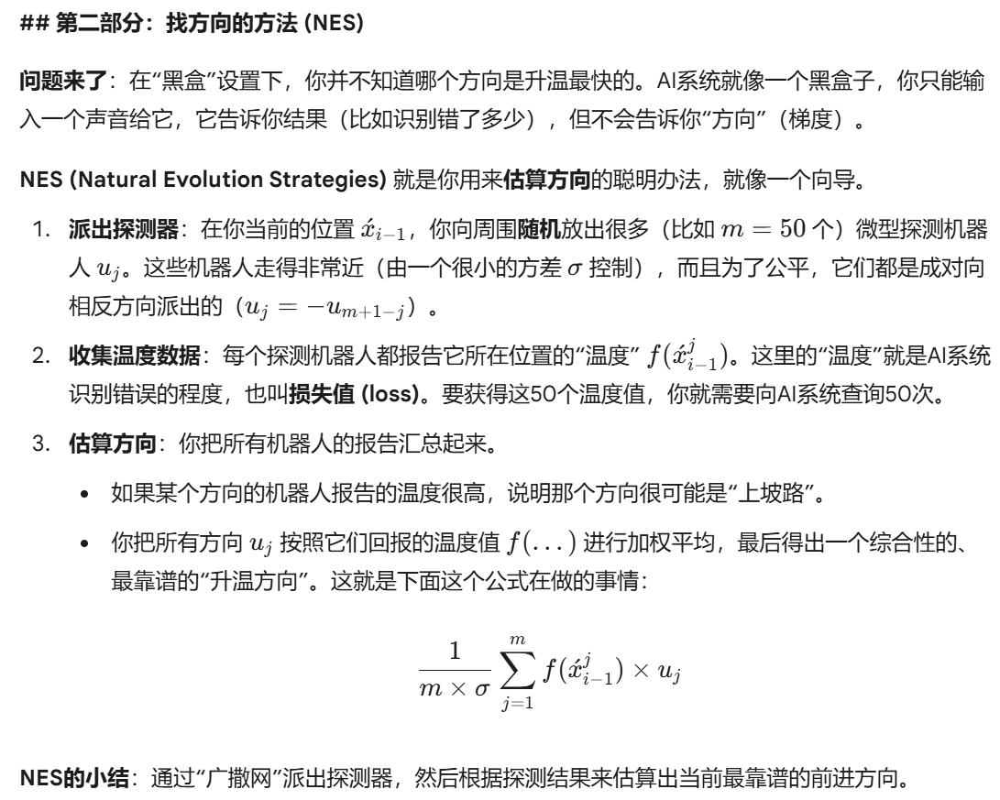 ## 第二部分：找方向的方法 (NES)
问题来了：在“黑盒”设置下，你并不知道哪个方向是升温最快的。AI系统就像一个黑盒子，你只能输
入一个声音给它，它告诉你结果（比如识别错了多少），但不会告诉你“方向”（梯度）。
NES (Natural Evolution Strategies) 就是你用来估算方向的聪明办法，就像一个向导。
1. 派出探测器：在你当前的位置 x́_{i−1}，你向周围随机放出很多（比如 m = 50 个）微型探测机器
人 u_j。这些机器人走得非常近（由一个很小的方差 σ 控制），而且为了公平，它们都是成对向
相反方向派出的（u_j = −u_{m+1−j}）。
2. 收集温度数据：每个探测机器人都报告它所在位置的“温度” f(x́_{i−1}^j)。这里的“温度”就是AI系统
识别错误的程度，也叫损失值 (loss)。要获得这50个温度值，你就需要向AI系统查询50次。
3. 估算方向：你把所有机器人的报告汇总起来。
• 如果某个方向的机器人报告的温度很高，说明那个方向很可能是“上坡路”。
• 你把所有方向 u_j 按照它们回报的温度值 f(...) 进行加权平均，最后得出一个综合性的、
最靠谱的“升温方向”。这就是下面这个公式在做的事情：
\frac{1}{m × σ} \sum_{j=1}^{m} f(x́_{i−1}^j) × u_j
NES的小结：通过“广撒网”派出探测器，然后根据探测结果来估算出当前最靠谱的前进方向。